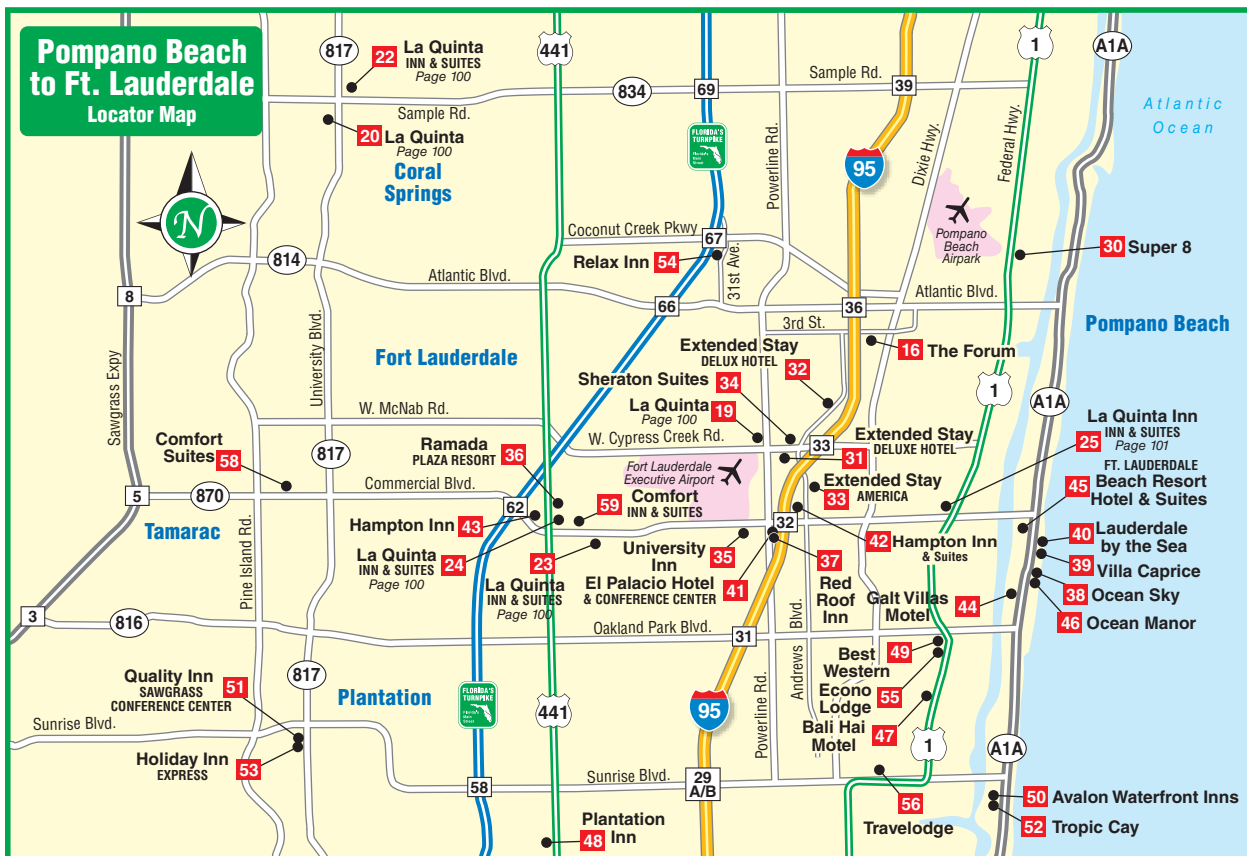 Pompano Beach
to Ft. Lauderdale
Locator Map
817
22
La Quinta
INN & SUITES
Page 100
441
1
A1A
Sample Rd.
834
69
39
Sample Rd.
20
La Quinta
Page 100
Coral
Springs
FLORIDA'S
TURNPIKE
Florida's
Main
Street
Powerline Rd.
95
Dixie Hwy.
Federal Hwy.
Atlantic
Ocean
N
Pompano
Beach
Airpark
Coconut Creek Pkwy
67
30
Super 8
814
Relax Inn
54
31st Ave.
Atlantic Blvd.
8
66
36
Atlantic Blvd.
3rd St.
Pompano Beach
Sawgrass Expy
University Blvd.
Fort Lauderdale
Extended Stay
DELUX HOTEL
32
16
The Forum
Sheraton Suites
34
1
A1A
La Quinta
Page 100
19
W. McNab Rd.
W. Cypress Creek Rd.
33
Extended Stay
DELUXE HOTEL
31
La Quinta Inn
INN & SUITES
Page 101
25
Comfort
Suites
58
817
Ramada
PLAZA RESORT
36
Fort Lauderdale
Executive Airport
Extended Stay
AMERICA
33
FT. LAUDERDALE
Beach Resort
Hotel & Suites
45
5
870
Commercial Blvd.
62
59
Comfort
INN & SUITES
32
Tamarac
Hampton Inn
43
La Quinta
INN & SUITES
Page 100
24
23
La Quinta
INN & SUITES
Page 100
University
Inn
35
El Palacio Hotel
& CONFERENCE CENTER
41
37
Red
Roof
Inn
42
Hampton Inn
& Suites
40
Lauderdale
by the Sea
39
Villa Caprice
38
Ocean Sky
46
Ocean Manor
Galt Villas
Motel
44
Pine Island Rd.
3
816
Oakland Park Blvd.
31
Andrews
Blvd.
Powerline Rd.
Best
Western
49
Econo
Lodge
55
Bali Hai
Motel
47
Quality Inn
SAWGRASS
CONFERENCE CENTER
51
817
Plantation
FLORIDA'S
TURNPIKE
Florida's
Main
Street
441
95
1
A1A
Sunrise Blvd.
Holiday Inn
EXPRESS
53
58
29
A/B
Sunrise Blvd.
56
Travelodge
50
Avalon Waterfront Inns
52
Tropic Cay
Plantation
Inn
48